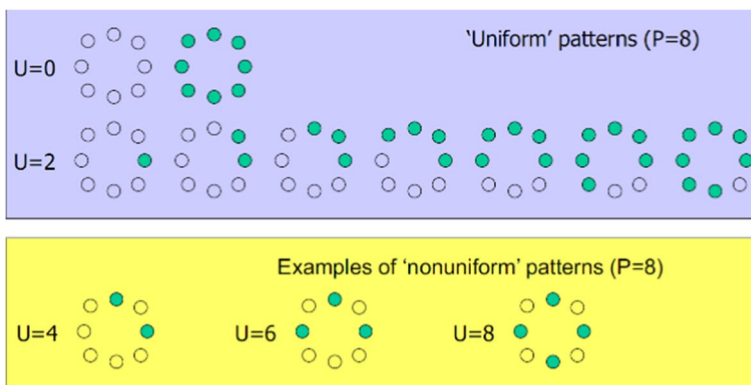 'Uniform' patterns (P=8)
U=0
U=2
Examples of 'nonuniform' patterns (P=8)
U=4
U=6
U=8